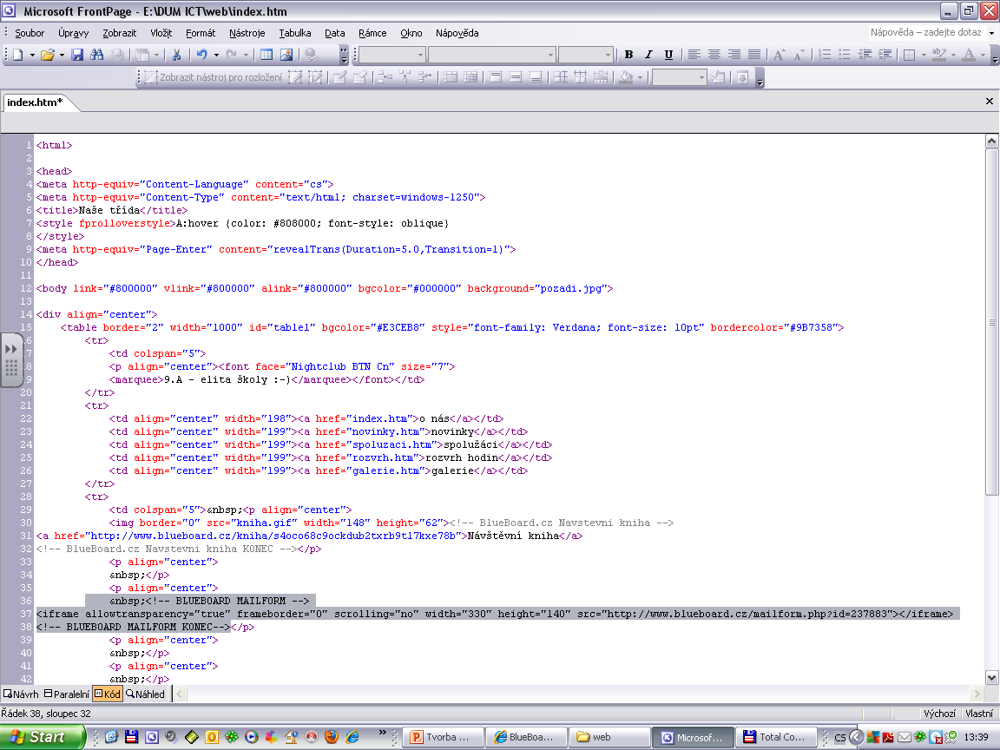 Microsoft FrontPage - E:\DUM ICT\web\index.htm
Soubor Úpravy Zobrazit Vložit Formát Nástroje Tabulka Data Rámce Okno Nápověda Nápověda – zadejte dotaz
B I U
Zobrazit nástroj pro rozložení
index.htm*
1 <html>
2
3 <head>
4 <meta http-equiv="Content-Language" content="cs">
5 <meta http-equiv="Content-Type" content="text/html; charset=windows-1250">
6 <title>Naše třída</title>
7 <style fprolloverstyle>A:hover {color: #808000; font-style: oblique}
8 </style>
9 <meta http-equiv="Page-Enter" content="revealTrans(Duration=5.0,Transition=1)">
10 </head>
11
12 <body link="#800000" vlink="#800000" alink="#800000" bgcolor="#000000" background="pozadi.jpg">
13
14 <div align="center">
15 <table border="2" width="1000" id="table1" bgcolor="#E3CEB8" style="font-family: Verdana; font-size: 10pt" bordercolor="#9B7358">
6 <tr>
7 <td colspan="5">
8 <p align="center"><font face="Nightclub BTN Cn" size="7">
9 <marquee>9.A - elita školy :-)</marquee></font></td>
20 </tr>
21 <tr>
22 <td align="center" width="198"><a href="index.htm">o nás</a></td>
23 <td align="center" width="199"><a href="novinky.htm">novinky</a></td>
24 <td align="center" width="199"><a href="spoluzaci.htm">spolužáci</a></td>
25 <td align="center" width="199"><a href="rozvrh.htm">rozvrh hodin</a></td>
26 <td align="center" width="199"><a href="galerie.htm">galerie</a></td>
27 </tr>
28 <tr>
29 <td colspan="5">&nbsp;<p align="center">
30 <img border="0" src="kniha.gif" width="148" height="62"><!-- BlueBoard.cz Navstevni kniha -->
31 <a href="http://www.blueboard.cz/kniha/s4oco68c9ockdub2txrb9tl7kxe78b">Návštěvní kniha</a>
32 <!-- BlueBoard.cz Navstevni kniha KONEC --></p>
33 <p align="center">
34 &nbsp;</p>
35 <p align="center">
36 &nbsp;<!-- BLUEBOARD MAILFORM -->
37 <iframe allowtransparency="true" frameborder="0" scrolling="no" width="330" height="140" src="http://www.blueboard.cz/mailform.php?id=237883"></iframe>
38 <!-- BLUEBOARD MAILFORM KONEC--></p>
39 <p align="center">
40 &nbsp;</p>
41 <p align="center">
42 &nbsp;</p>
Návrh Paralelní Kód Náhled
Řádek 38, sloupec 32 Výchozí Vlastní
Start Tvorba ... BlueBoa... web Microsof... Total Co... CS 13:39